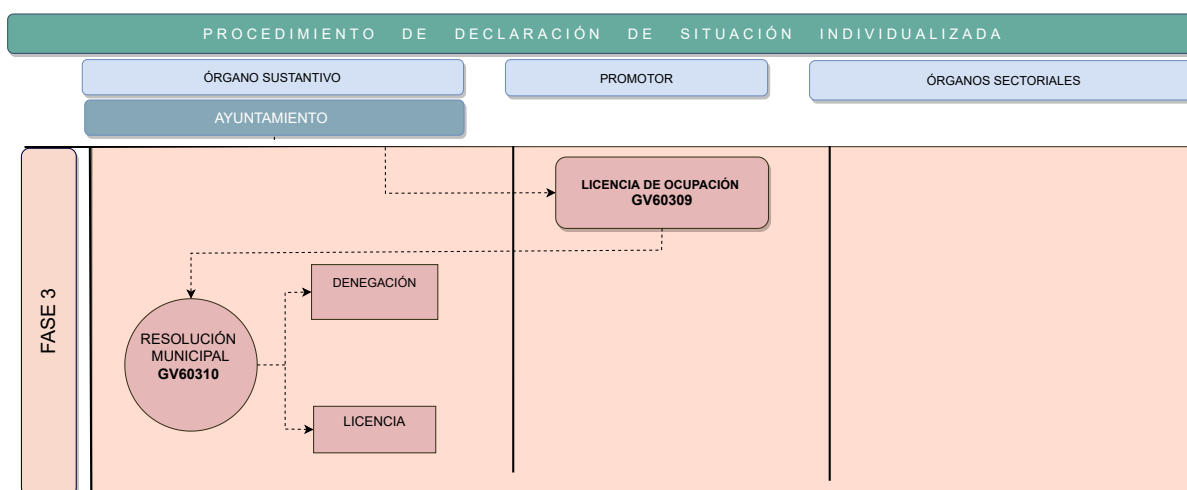 PROCEDIMIENTO DE DECLARACIÓN DE SITUACIÓN INDIVIDUALIZADA
ÓRGANO SUSTANTIVO
PROMOTOR
ÓRGANOS SECTORIALES
AYUNTAMIENTO
FASE 3
LICENCIA DE OCUPACIÓN
GV60309
DENEGACIÓN
RESOLUCIÓN
MUNICIPAL
GV60310
LICENCIA